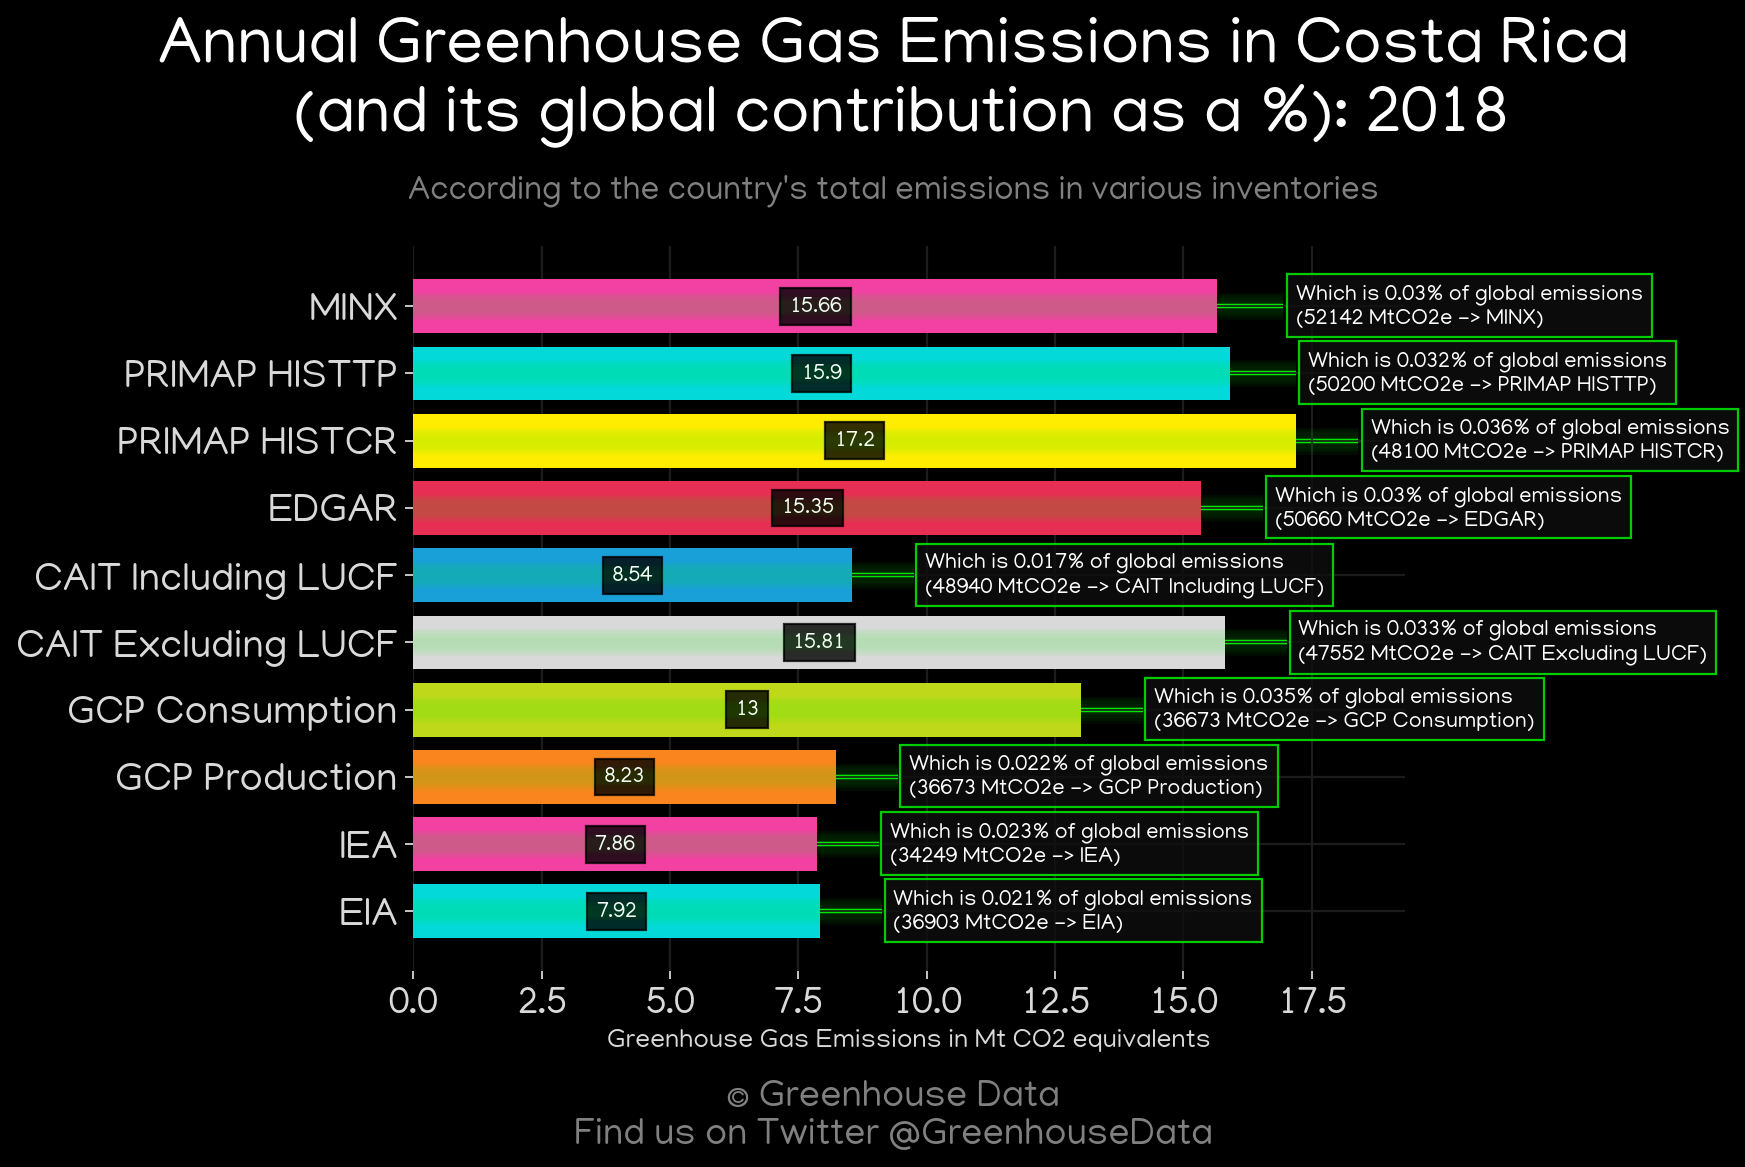 Annual Greenhouse Gas Emissions in Costa Rica
(and its global contribution as a %): 2018
According to the country's total emissions in various inventories
MINX
15.66
Which is 0.03% of global emissions
(52142 MtCO2e -> MINX)
PRIMAP HISTTP
15.9
Which is 0.032% of global emissions
(50200 MtCO2e -> PRIMAP HISTTP)
PRIMAP HISTCR
17.2
Which is 0.036% of global emissions
(48100 MtCO2e -> PRIMAP HISTCR)
EDGAR
15.35
Which is 0.03% of global emissions
(50660 MtCO2e -> EDGAR)
CAIT Including LUCF
8.54
Which is 0.017% of global emissions
(48940 MtCO2e -> CAIT Including LUCF)
CAIT Excluding LUCF
15.81
Which is 0.033% of global emissions
(47552 MtCO2e -> CAIT Excluding LUCF)
GCP Consumption
13
Which is 0.035% of global emissions
(36673 MtCO2e -> GCP Consumption)
GCP Production
8.23
Which is 0.022% of global emissions
(36673 MtCO2e -> GCP Production)
IEA
7.86
Which is 0.023% of global emissions
(34249 MtCO2e -> IEA)
EIA
7.92
Which is 0.021% of global emissions
(36903 MtCO2e -> EIA)
0.0 2.5 5.0 7.5 10.0 12.5 15.0 17.5
Greenhouse Gas Emissions in Mt CO2 equivalents
© Greenhouse Data
Find us on Twitter @GreenhouseData